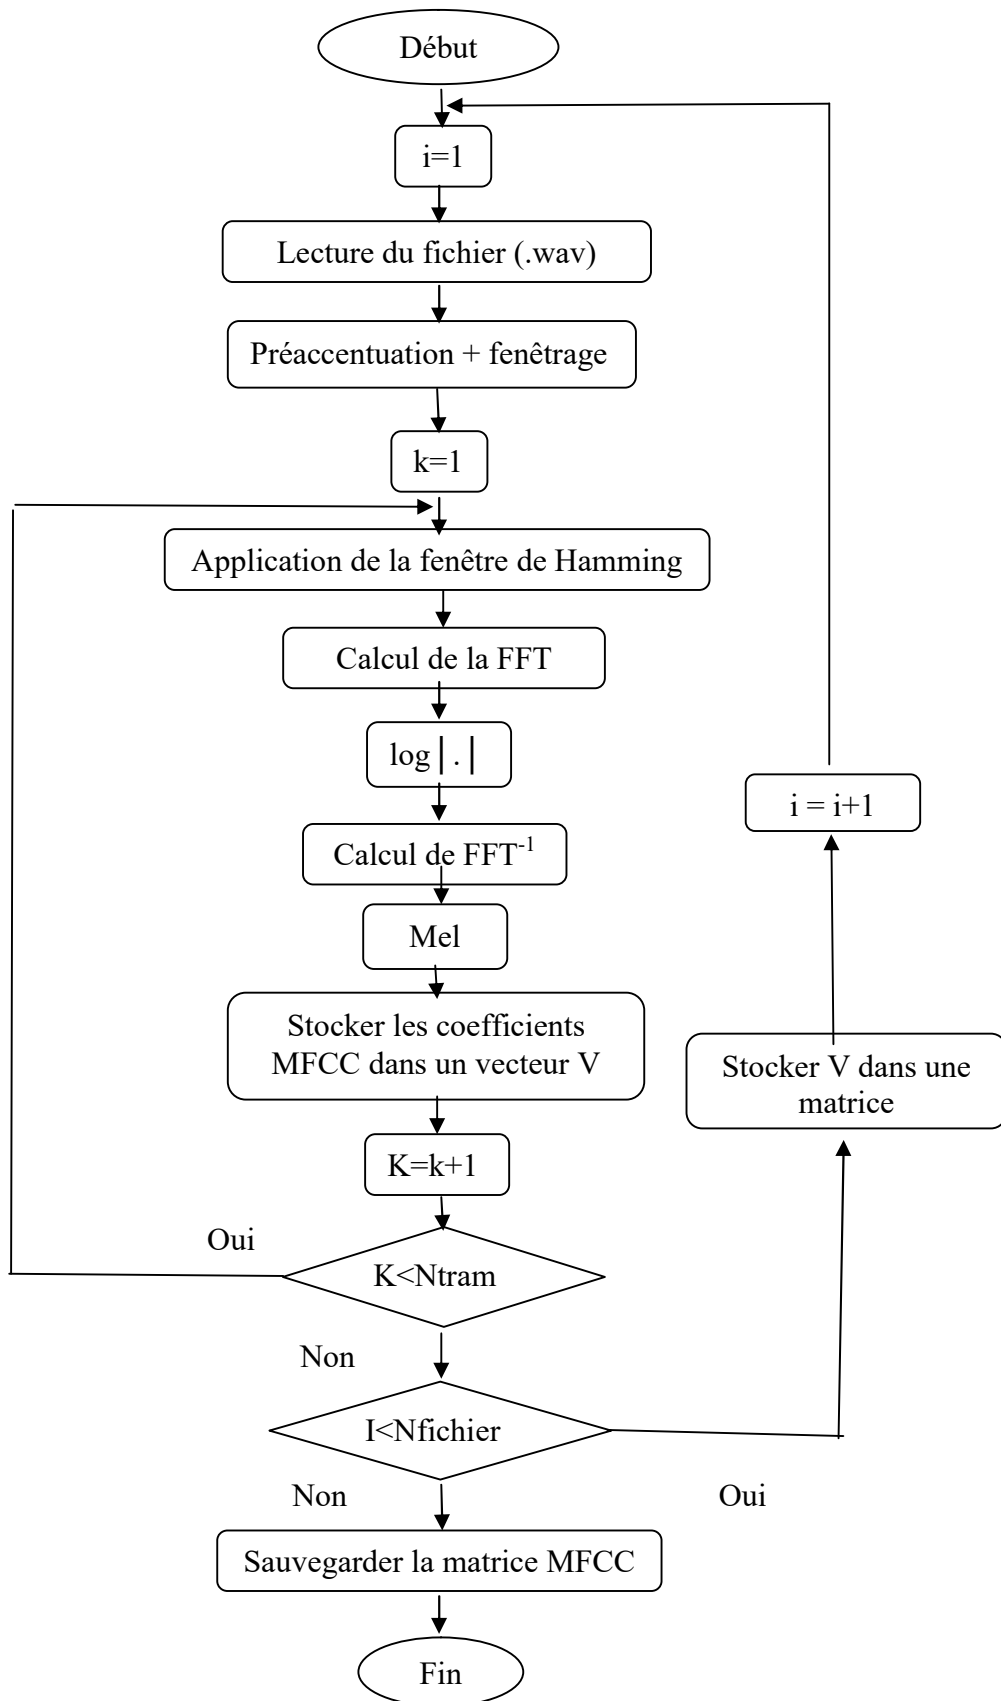 Début
i=1
Lecture du fichier (.wav)
Préaccentuation + fenêtrage
k=1
Application de la fenêtre de Hamming
Calcul de la FFT
log│.│
i = i+1
Calcul de FFT⁻¹
Mel
Stocker les coefficients
MFCC dans un vecteur V
Stocker V dans une
matrice
K=k+1
Oui
K<Ntram
Non
I<Nfichier
Non
Oui
Sauvegarder la matrice MFCC
Fin